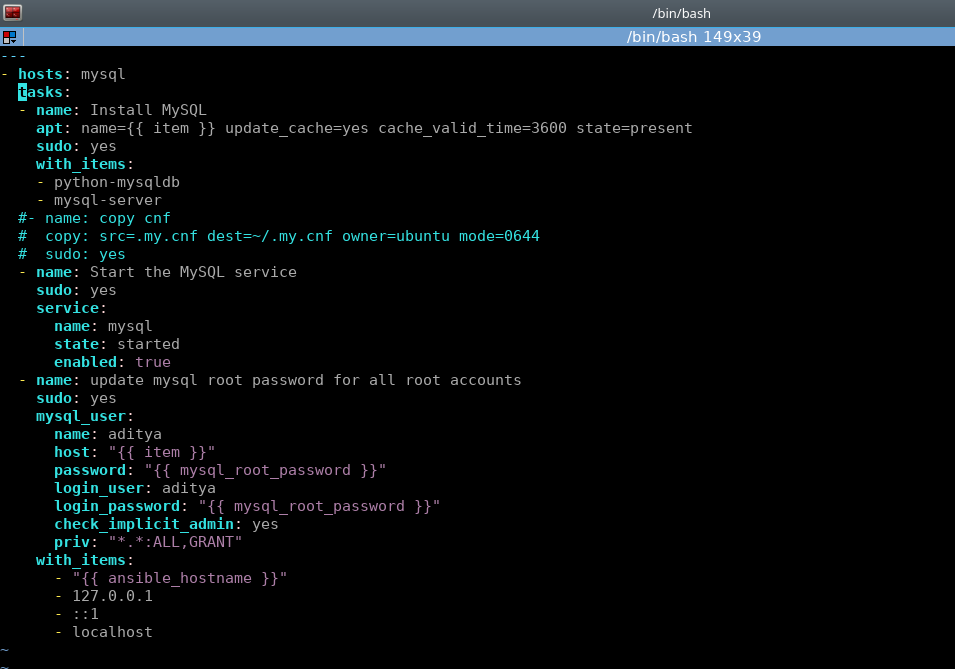 /bin/bash
/bin/bash 149x39
---
- hosts: mysql
  tasks:
  - name: Install MySQL
    apt: name={{ item }} update_cache=yes cache_valid_time=3600 state=present
    sudo: yes
    with_items:
    - python-mysqldb
    - mysql-server
  #- name: copy cnf
  #  copy: src=.my.cnf dest=~/.my.cnf owner=ubuntu mode=0644
  #  sudo: yes
  - name: Start the MySQL service
    sudo: yes
    service:
      name: mysql
      state: started
      enabled: true
  - name: update mysql root password for all root accounts
    sudo: yes
    mysql_user:
      name: aditya
      host: "{{ item }}"
      password: "{{ mysql_root_password }}"
      login_user: aditya
      login_password: "{{ mysql_root_password }}"
      check_implicit_admin: yes
      priv: "*.*:ALL,GRANT"
    with_items:
      - "{{ ansible_hostname }}"
      - 127.0.0.1
      - ::1
      - localhost
~
~